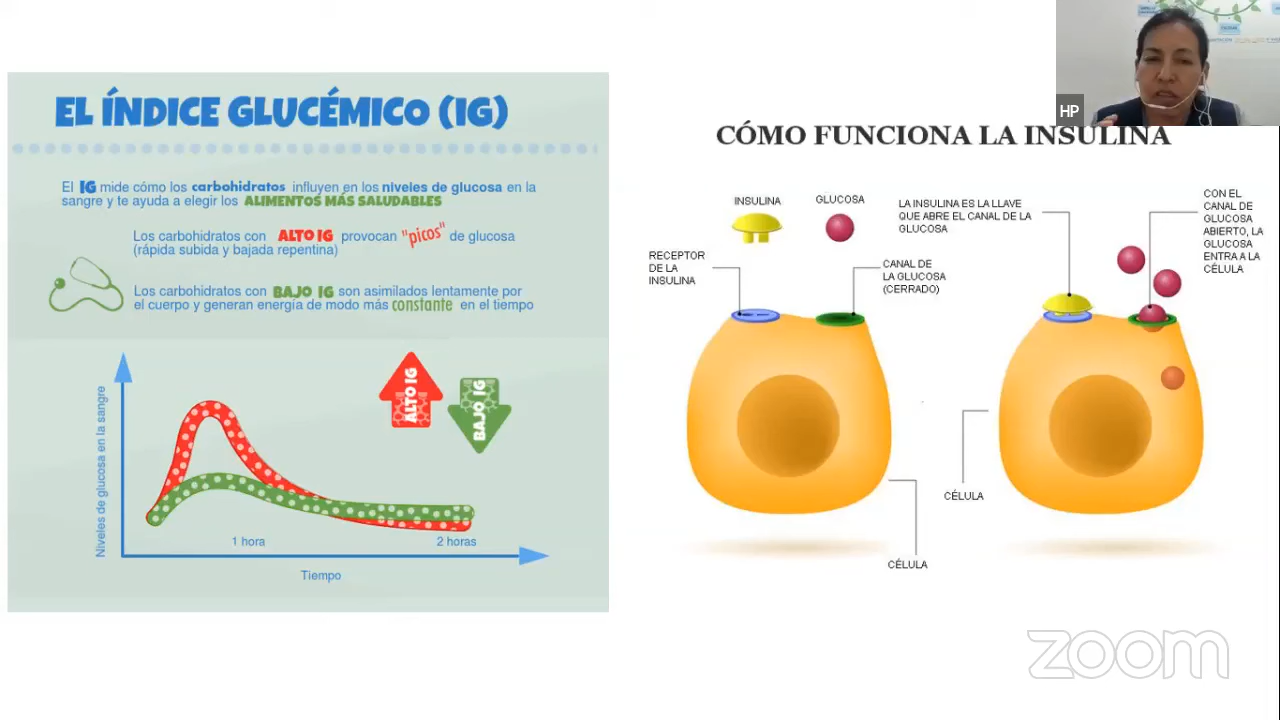 EL ÍNDICE GLUCÉMICO (IG)
El IG mide cómo los carbohidratos influyen en los niveles de glucosa en la
sangre y te ayuda a elegir los ALIMENTOS MÁS SALUDABLES
Los carbohidratos con ALTO IG provocan "picos" de glucosa
(rápida subida y bajada repentina)
Los carbohidratos con BAJO IG son asimilados lentamente por
el cuerpo y generan energía de modo más constante en el tiempo
Niveles de glucosa en la sangre
ALTO IG
BAJO IG
1 hora
2 horas
Tiempo
HP
CÓMO FUNCIONA LA INSULINA
INSULINA
GLUCOSA
RECEPTOR
DE LA
INSULINA
CANAL DE
LA GLUCOSA
(CERRADO)
LA INSULINA ES LA LLAVE
QUE ABRE EL CANAL DE LA
GLUCOSA
CON EL
CANAL DE
GLUCOSA
ABIERTO, LA
GLUCOSA
ENTRA A LA
CÉLULA
CÉLULA
CÉLULA
zoom